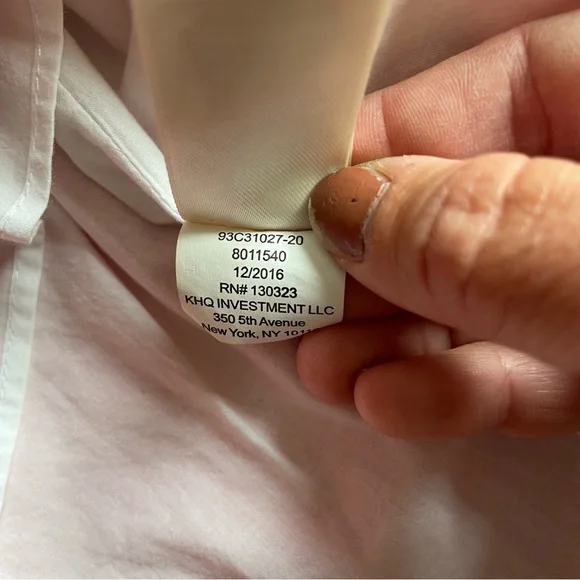 93C31027-20
8011540
12/2016
RN# 130323
KHQ INVESTMENT LLC
350 5th Avenue
New York, NY